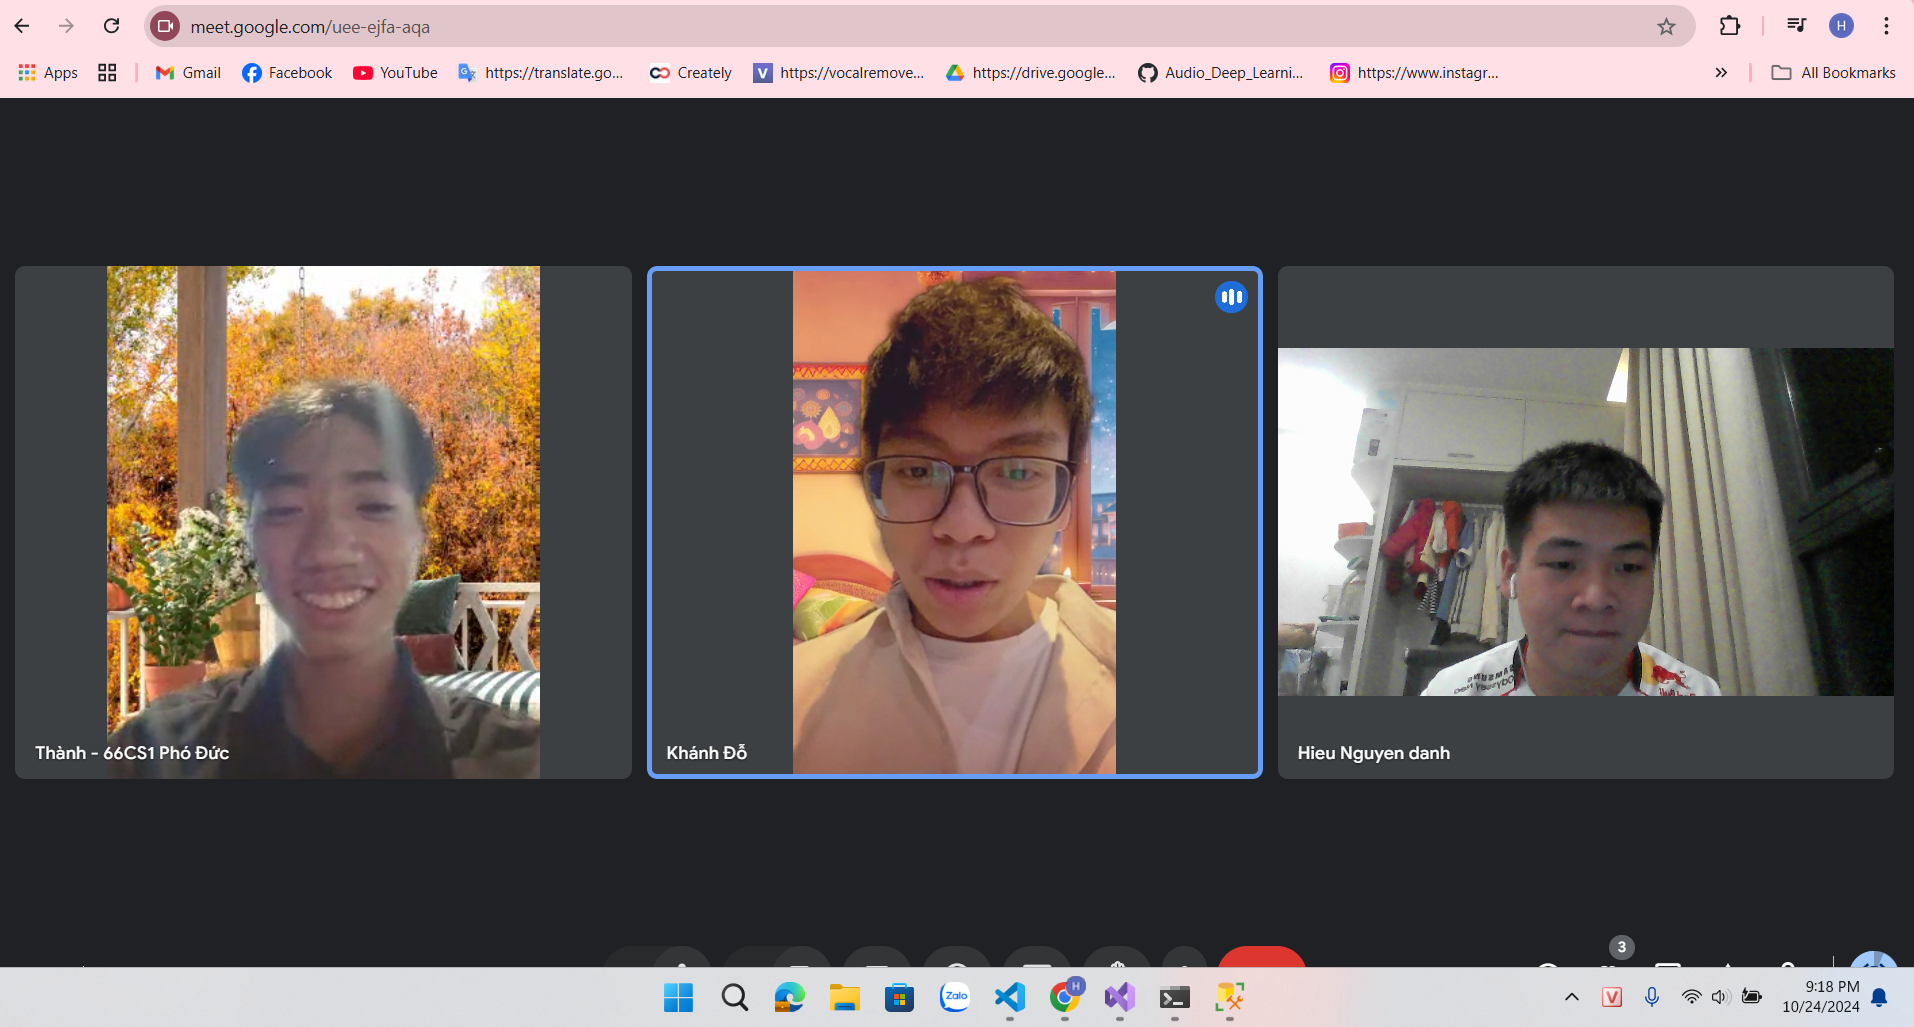 meet.google.com/uee-ejfa-aqa
H
Apps
Gmail
Facebook
YouTube
https://translate.go...
Creately
V
https://vocalremove...
https://drive.google...
Audio_Deep_Learni...
https://www.instagr...
All Bookmarks
Thành - 66CS1 Phó Đức
Khánh Đỗ
Hieu Nguyen danh
3
Zalo
H
V
9:18 PM
10/24/2024